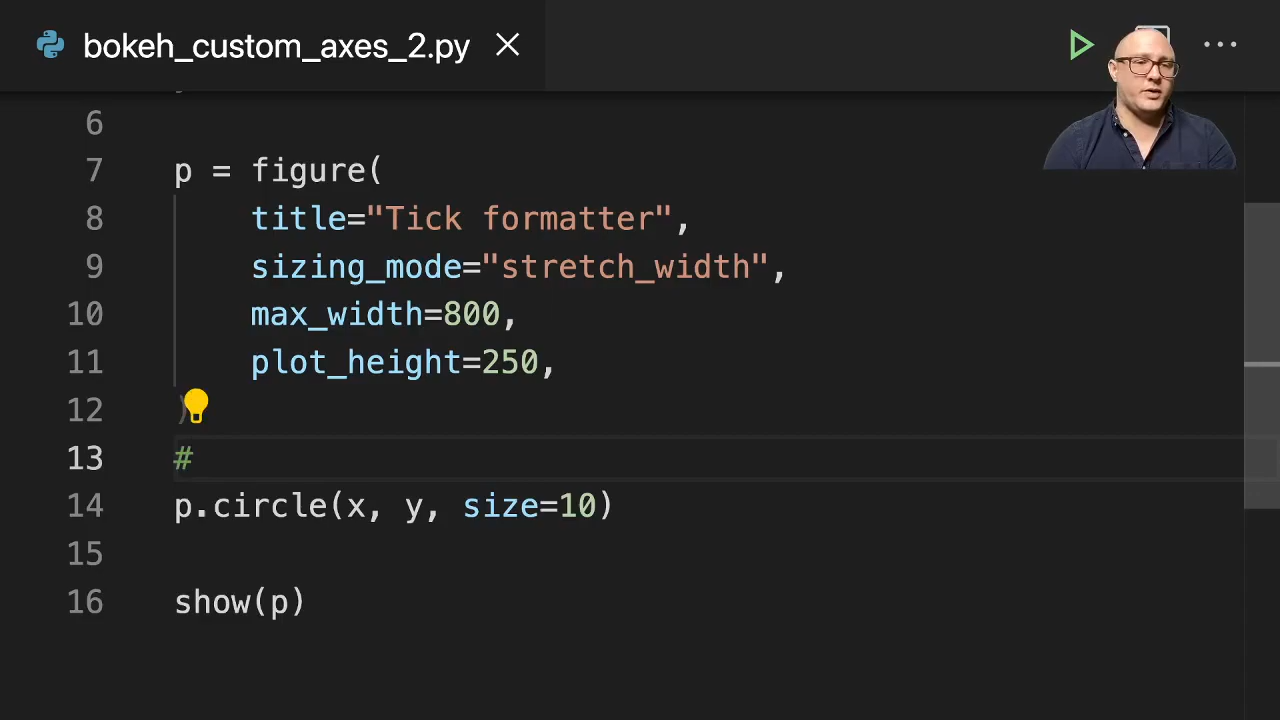 bokeh_custom_axes_2.py
6
7 p = figure(
8 title="Tick formatter",
9 sizing_mode="stretch_width",
10 max_width=800,
11 plot_height=250,
12 )
13 #
14 p.circle(x, y, size=10)
15
16 show(p)